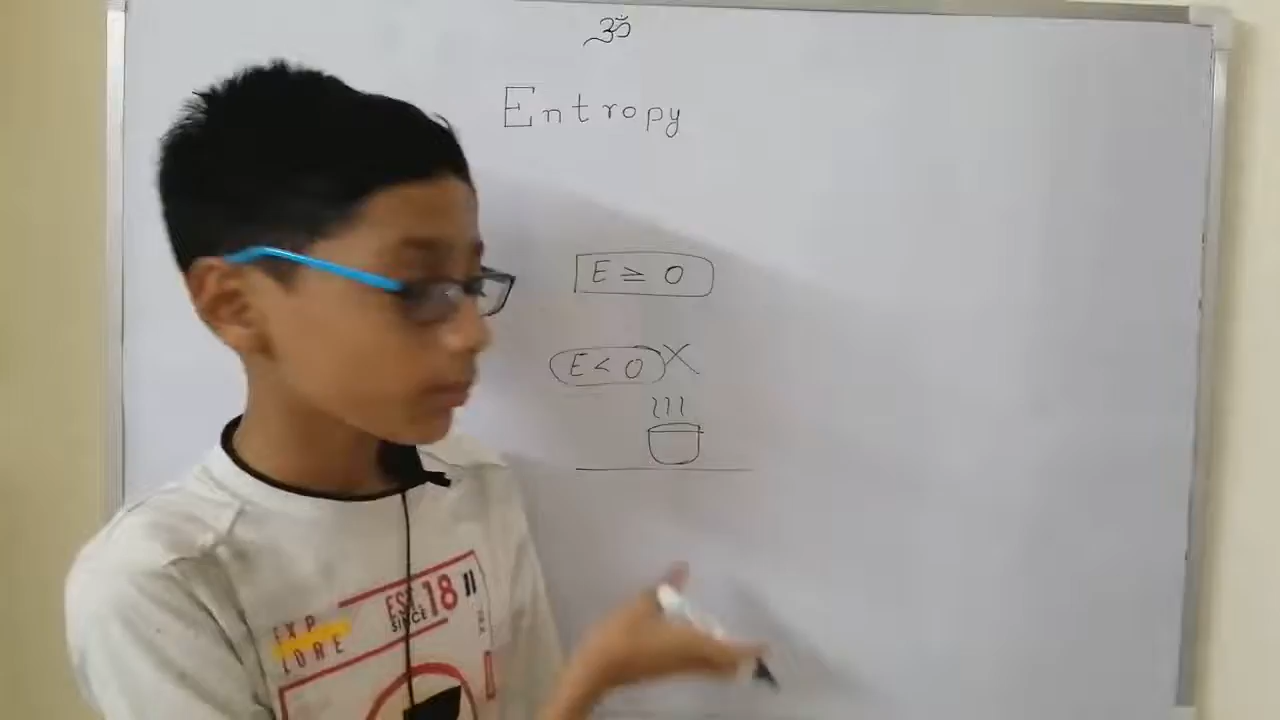 ॐ
Entropy
E ≥ 0
E < 0 X
EST. 18
SINCE
EXP
LORE